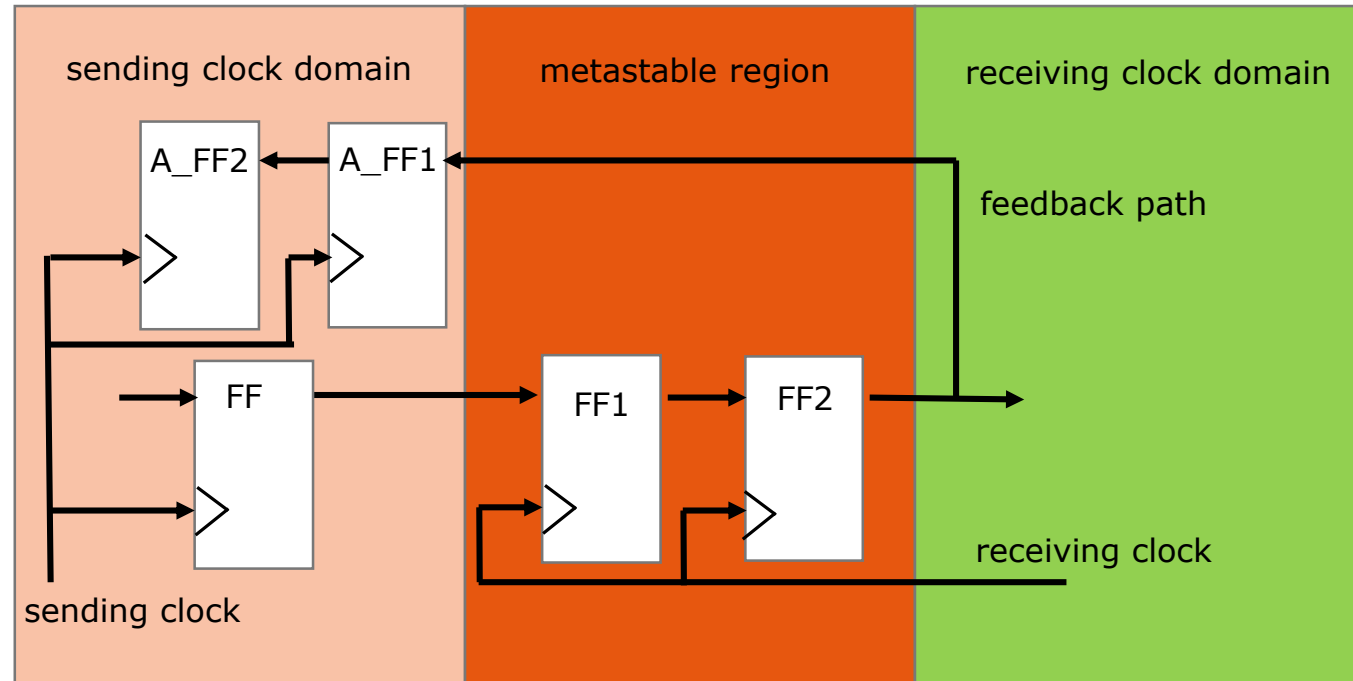 sending clock domain
metastable region
receiving clock domain
A_FF2
A_FF1
feedback path
FF
FF1
FF2
receiving clock
sending clock